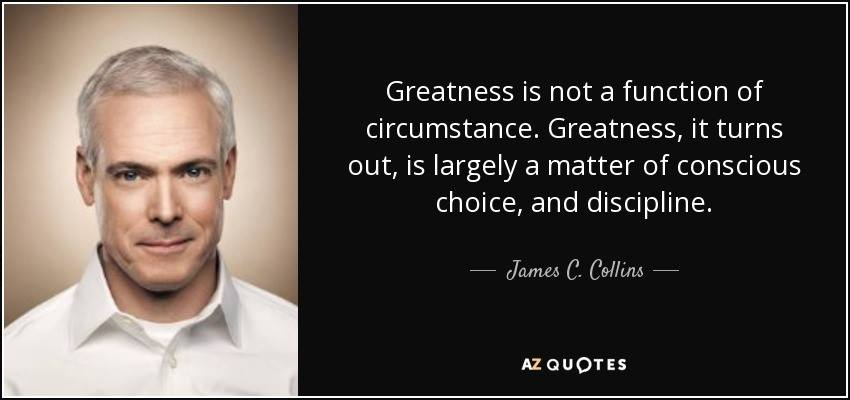 Greatness is not a function of
circumstance. Greatness, it turns
out, is largely a matter of conscious
choice, and discipline.
James C. Collins
AZ QUOTES